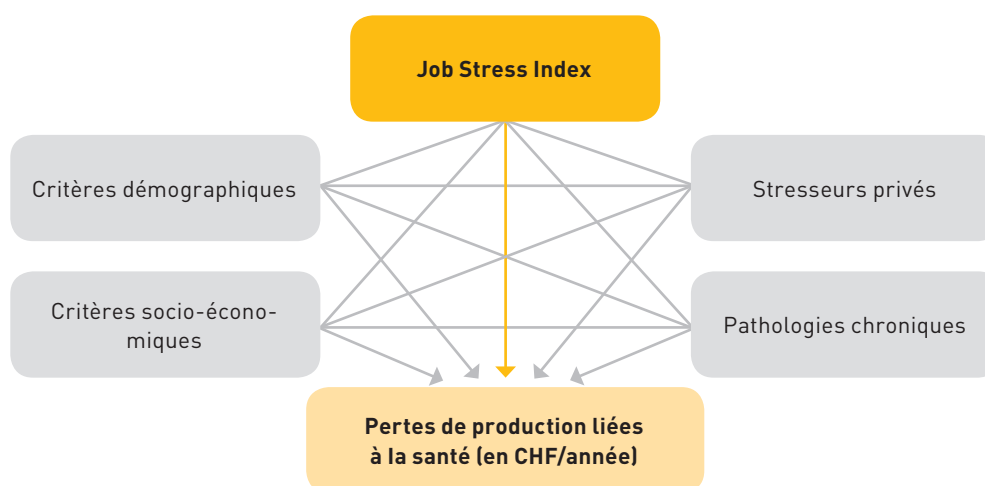 Job Stress Index
Critères démographiques
Stresseurs privés
Critères socio-écono-
miques
Pathologies chroniques
Pertes de production liées
à la santé (en CHF/année)